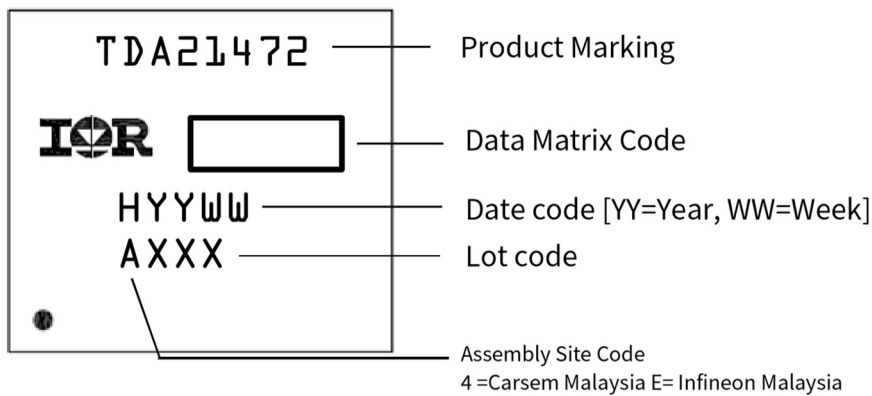 TDA21472
Product Marking
IOR
Data Matrix Code
HYYWW
Date code [YY=Year, WW=Week]
AXXX
Lot code
Assembly Site Code
4 =Carsem Malaysia E= Infineon Malaysia